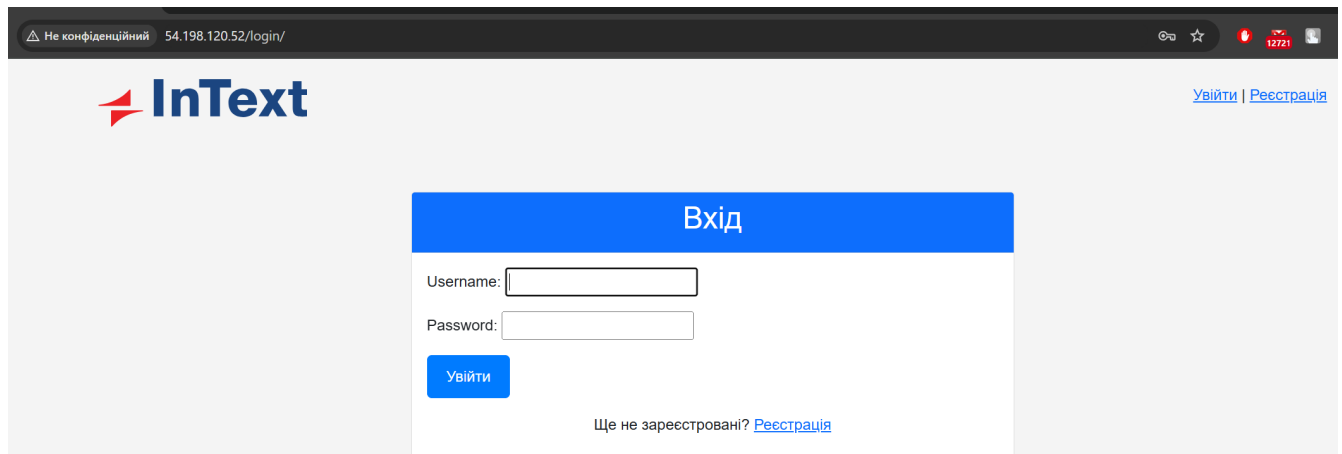 Не конфіденційний 54.198.120.52/login/
12721
InText
Увійти | Реєстрація
Вхід
Username:
Password:
Увійти
Ще не зареєстровані? Реєстрація